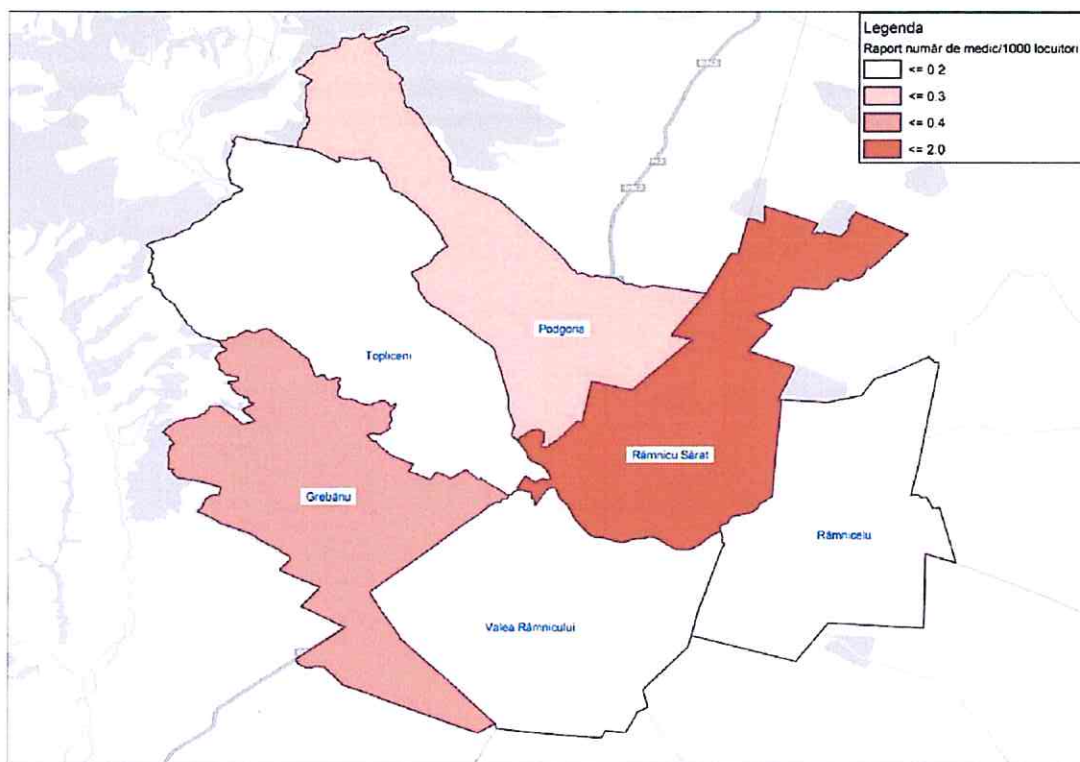 Legenda
Raport număr de medic/1000 locuitori
<= 0.2
<= 0.3
<= 0.4
<= 2.0
Podgoria
Topliceni
Râmnicu Sărat
Grebănu
Râmnicelu
Valea Râmnicului